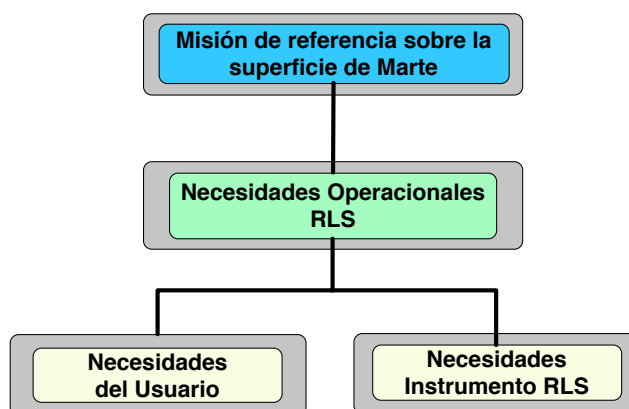 Misión de referencia sobre la
superficie de Marte
Necesidades Operacionales
RLS
Necesidades
del Usuario
Necesidades
Instrumento RLS